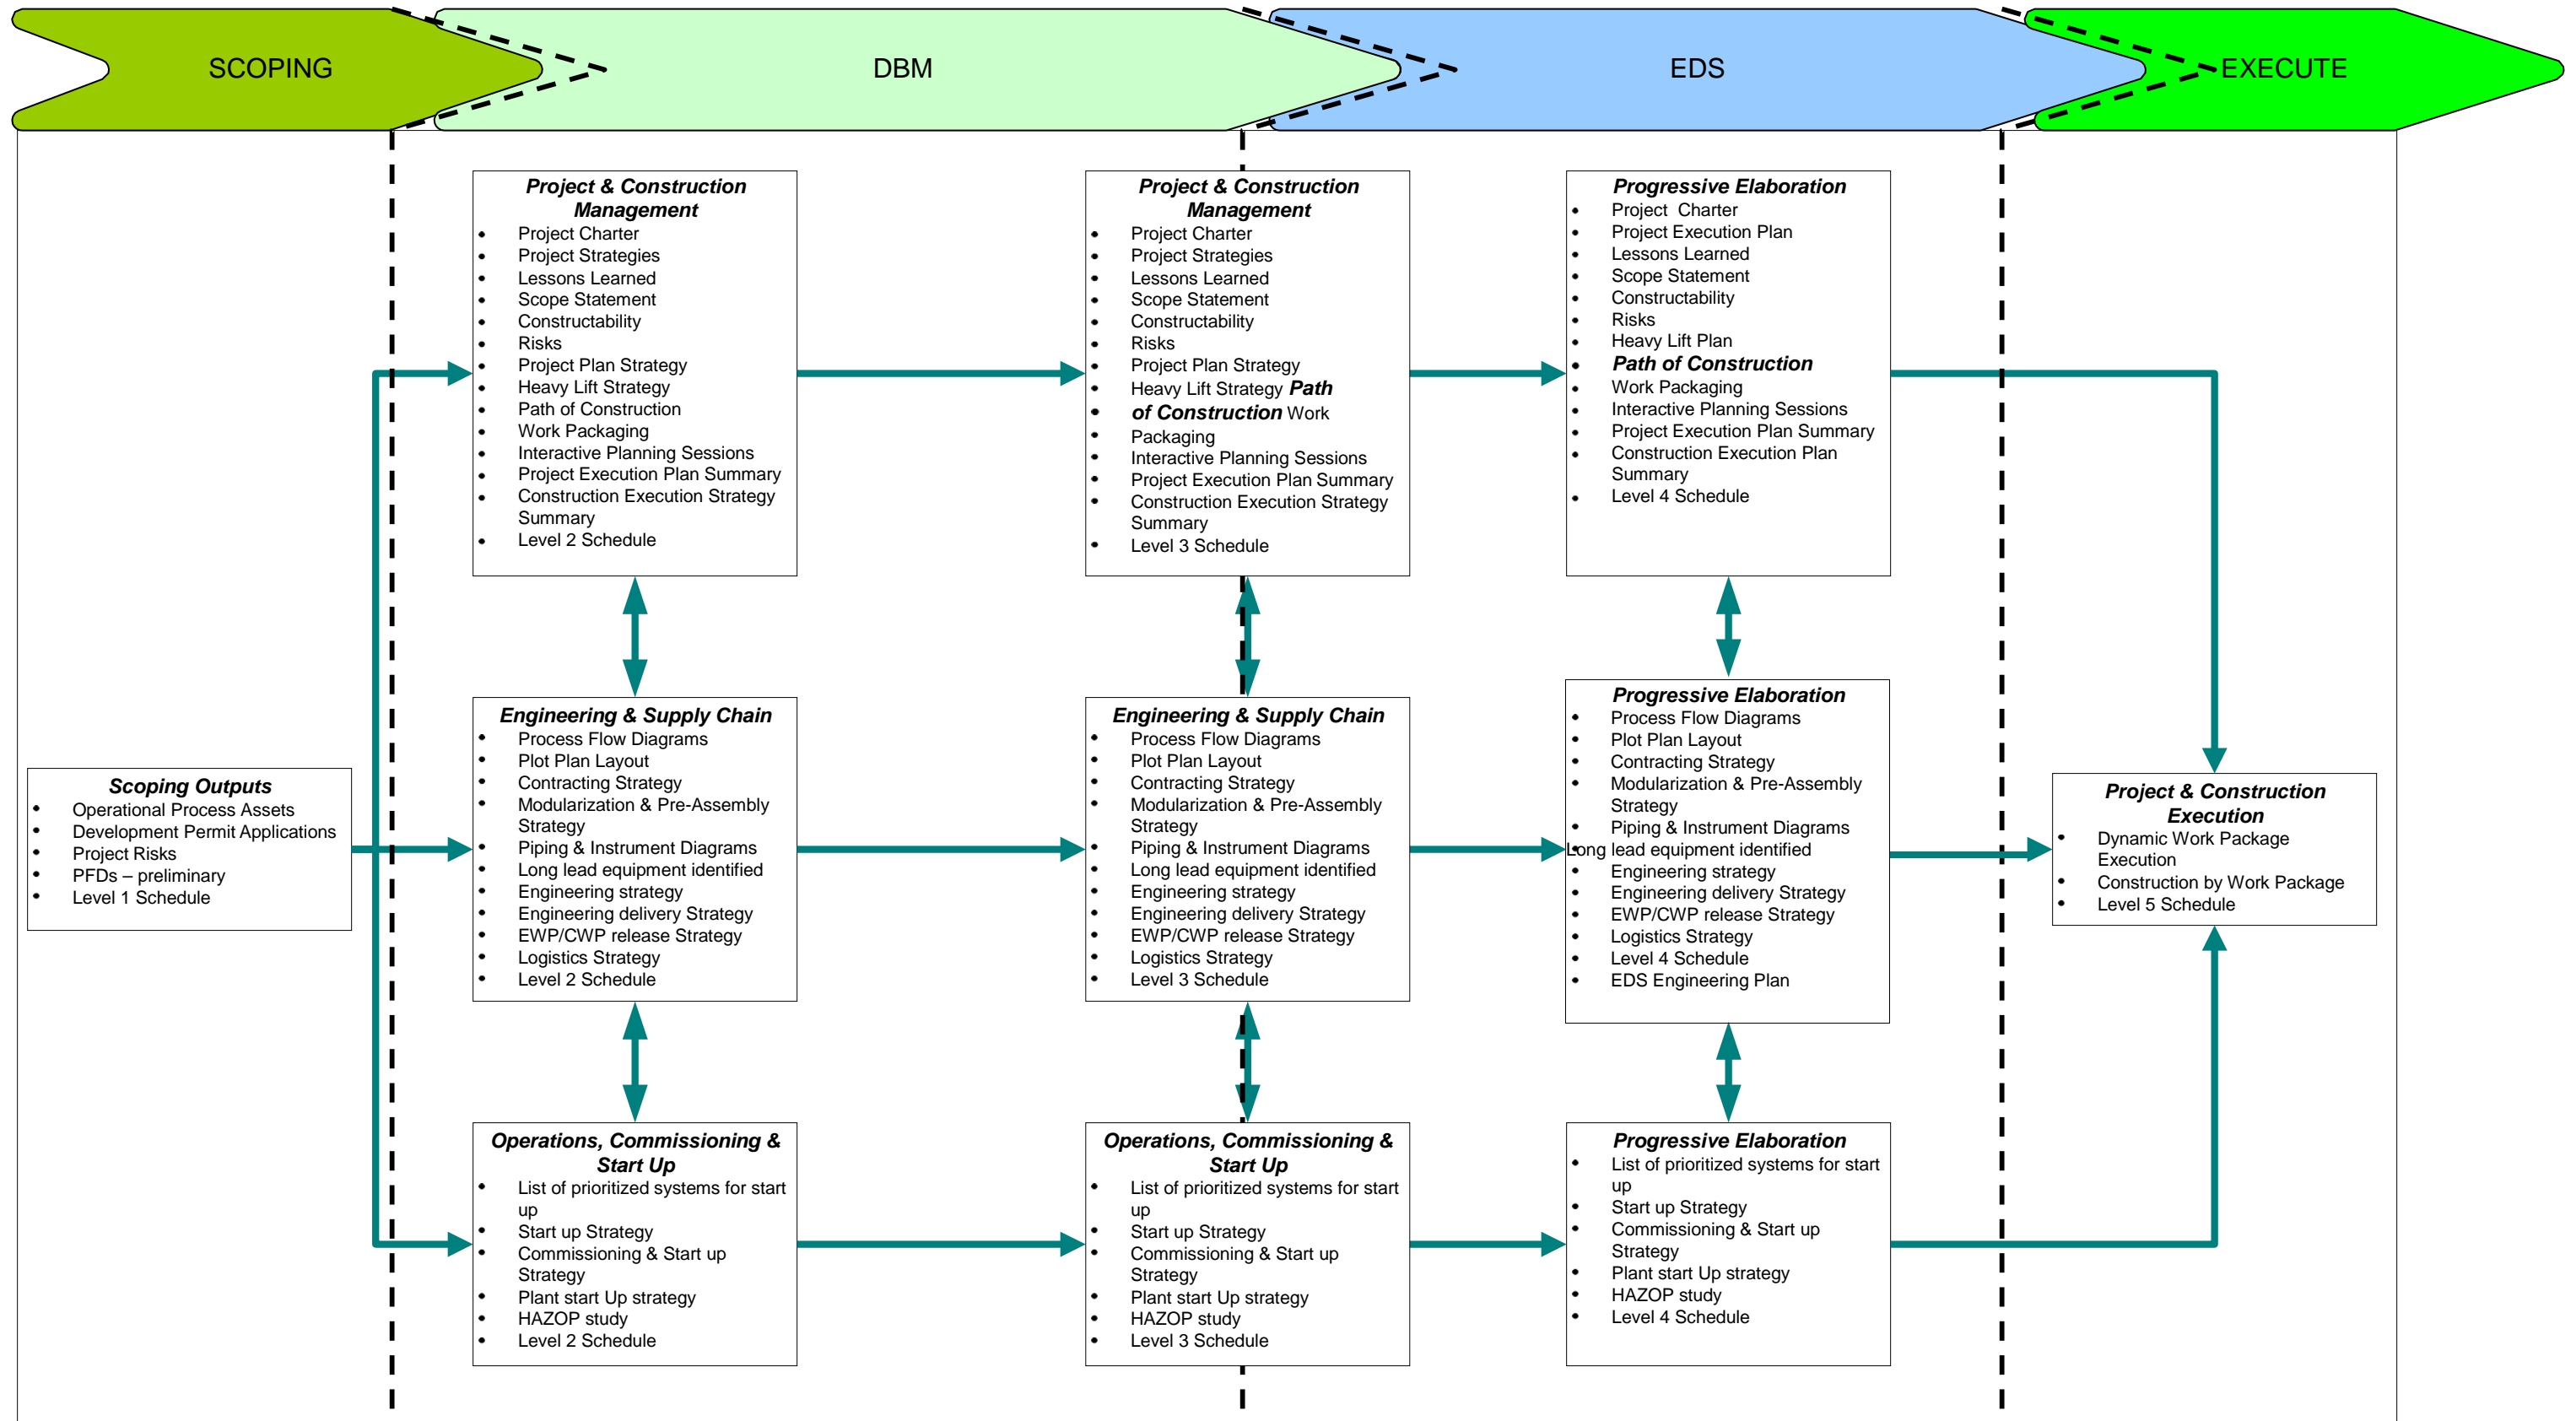 SCOPING
DBM
EDS
EXECUTE
Project & Construction
Management
• Project Charter
• Project Strategies
• Lessons Learned
• Scope Statement
• Constructability
• Risks
• Project Plan Strategy
• Heavy Lift Strategy
• Path of Construction
• Work Packaging
• Interactive Planning Sessions
• Project Execution Plan Summary
• Construction Execution Strategy
Summary
• Level 2 Schedule
Project & Construction
Management
• Project Charter
• Project Strategies
• Lessons Learned
• Scope Statement
• Constructability
• Risks
• Project Plan Strategy
• Heavy Lift Strategy Path
• of Construction Work
• Packaging
• Interactive Planning Sessions
• Project Execution Plan Summary
• Construction Execution Strategy
Summary
• Level 3 Schedule
Progressive Elaboration
• Project Charter
• Project Execution Plan
• Lessons Learned
• Scope Statement
• Constructability
• Risks
• Heavy Lift Plan
• Path of Construction
• Work Packaging
• Interactive Planning Sessions
• Project Execution Plan Summary
• Construction Execution Plan
Summary
• Level 4 Schedule
Scoping Outputs
• Operational Process Assets
• Development Permit Applications
• Project Risks
• PFDs – preliminary
• Level 1 Schedule
Engineering & Supply Chain
• Process Flow Diagrams
• Plot Plan Layout
• Contracting Strategy
• Modularization & Pre-Assembly
Strategy
• Piping & Instrument Diagrams
• Long lead equipment identified
• Engineering strategy
• Engineering delivery Strategy
• EWP/CWP release Strategy
• Logistics Strategy
• Level 2 Schedule
Engineering & Supply Chain
• Process Flow Diagrams
• Plot Plan Layout
• Contracting Strategy
• Modularization & Pre-Assembly
Strategy
• Piping & Instrument Diagrams
• Long lead equipment identified
• Engineering strategy
• Engineering delivery Strategy
• EWP/CWP release Strategy
• Logistics Strategy
• Level 3 Schedule
Progressive Elaboration
• Process Flow Diagrams
• Plot Plan Layout
• Contracting Strategy
• Modularization & Pre-Assembly
Strategy
• Piping & Instrument Diagrams
• Long lead equipment identified
• Engineering strategy
• Engineering delivery Strategy
• EWP/CWP release Strategy
• Logistics Strategy
• Level 4 Schedule
• EDS Engineering Plan
Project & Construction
Execution
• Dynamic Work Package
Execution
• Construction by Work Package
• Level 5 Schedule
Operations, Commissioning &
Start Up
• List of prioritized systems for start
up
• Start up Strategy
• Commissioning & Start up
Strategy
• Plant start Up strategy
• HAZOP study
• Level 2 Schedule
Operations, Commissioning &
Start Up
• List of prioritized systems for start
up
• Start up Strategy
• Commissioning & Start up
Strategy
• Plant start Up strategy
• HAZOP study
• Level 3 Schedule
Progressive Elaboration
• List of prioritized systems for start
up
• Start up Strategy
• Commissioning & Start up
Strategy
• Plant start Up strategy
• HAZOP study
• Level 4 Schedule